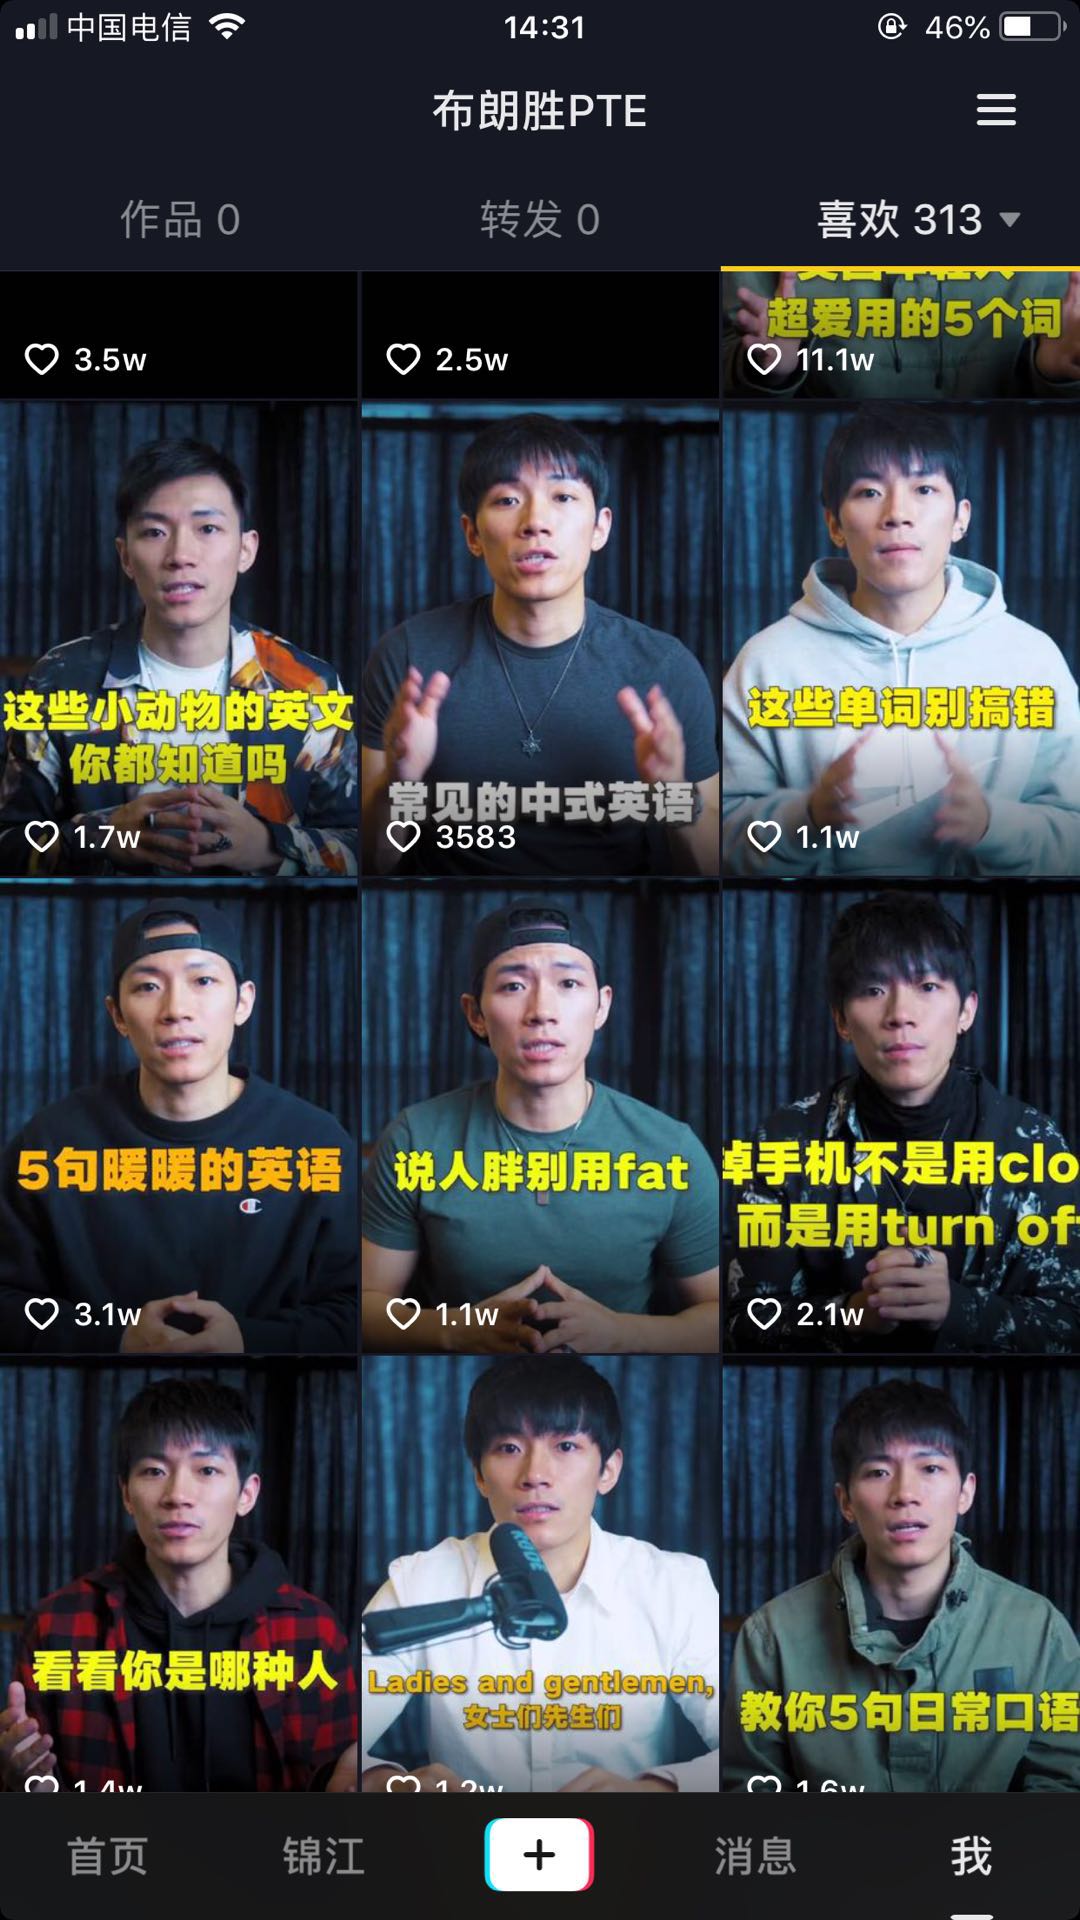 中国电信
14:31
46%
布朗胜PTE
作品 0
转发 0
喜欢 313
3.5w
2.5w
超爱用的5个词
11.1w
这些小动物的英文
你都知道吗
1.7w
常见的中式英语
3583
这些单词别搞错
1.1w
5句暖暖的英语
3.1w
说人胖别用fat
1.1w
手机不是用clo
而是用turn of
2.1w
看看你是哪种人
1.4w
RODE
Ladies and gentlemen,
女士们先生们
1.2w
教你5句日常口语
1.6w
首页
锦江
消息
我